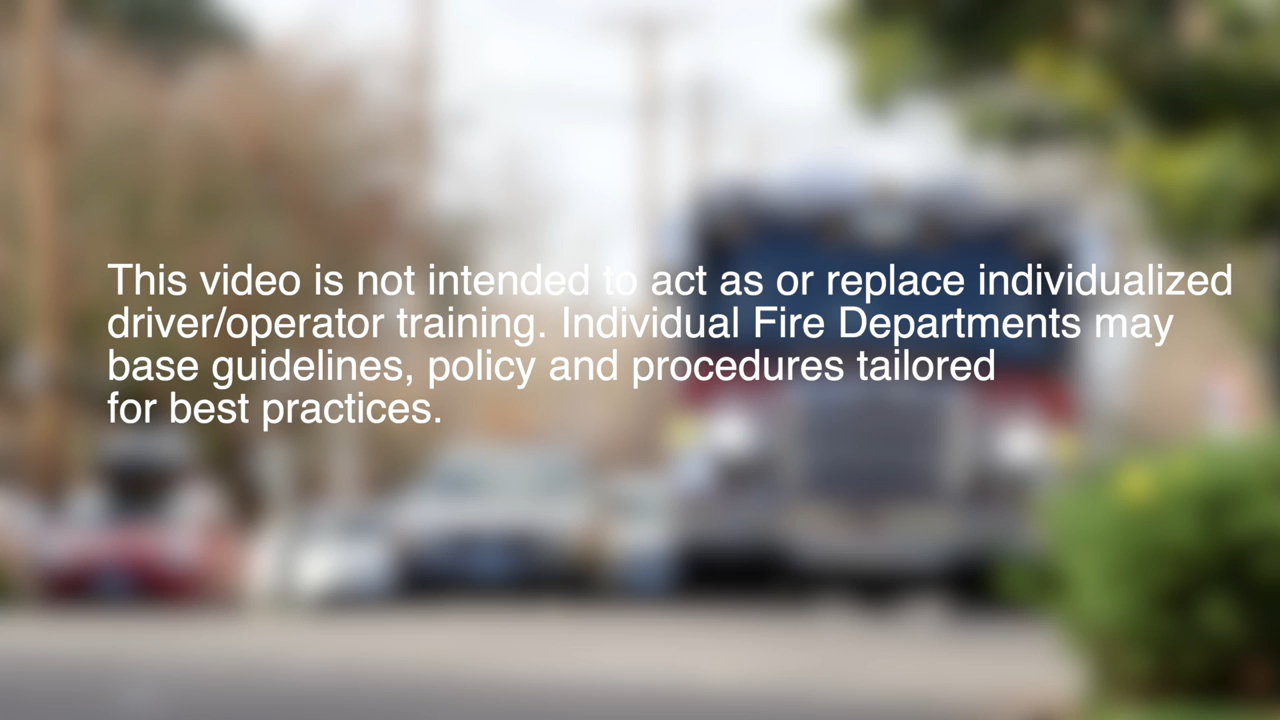 This video is not intended to act as or replace individualized
driver/operator training. Individual Fire Departments may
base guidelines, policy and procedures tailored
for best practices.